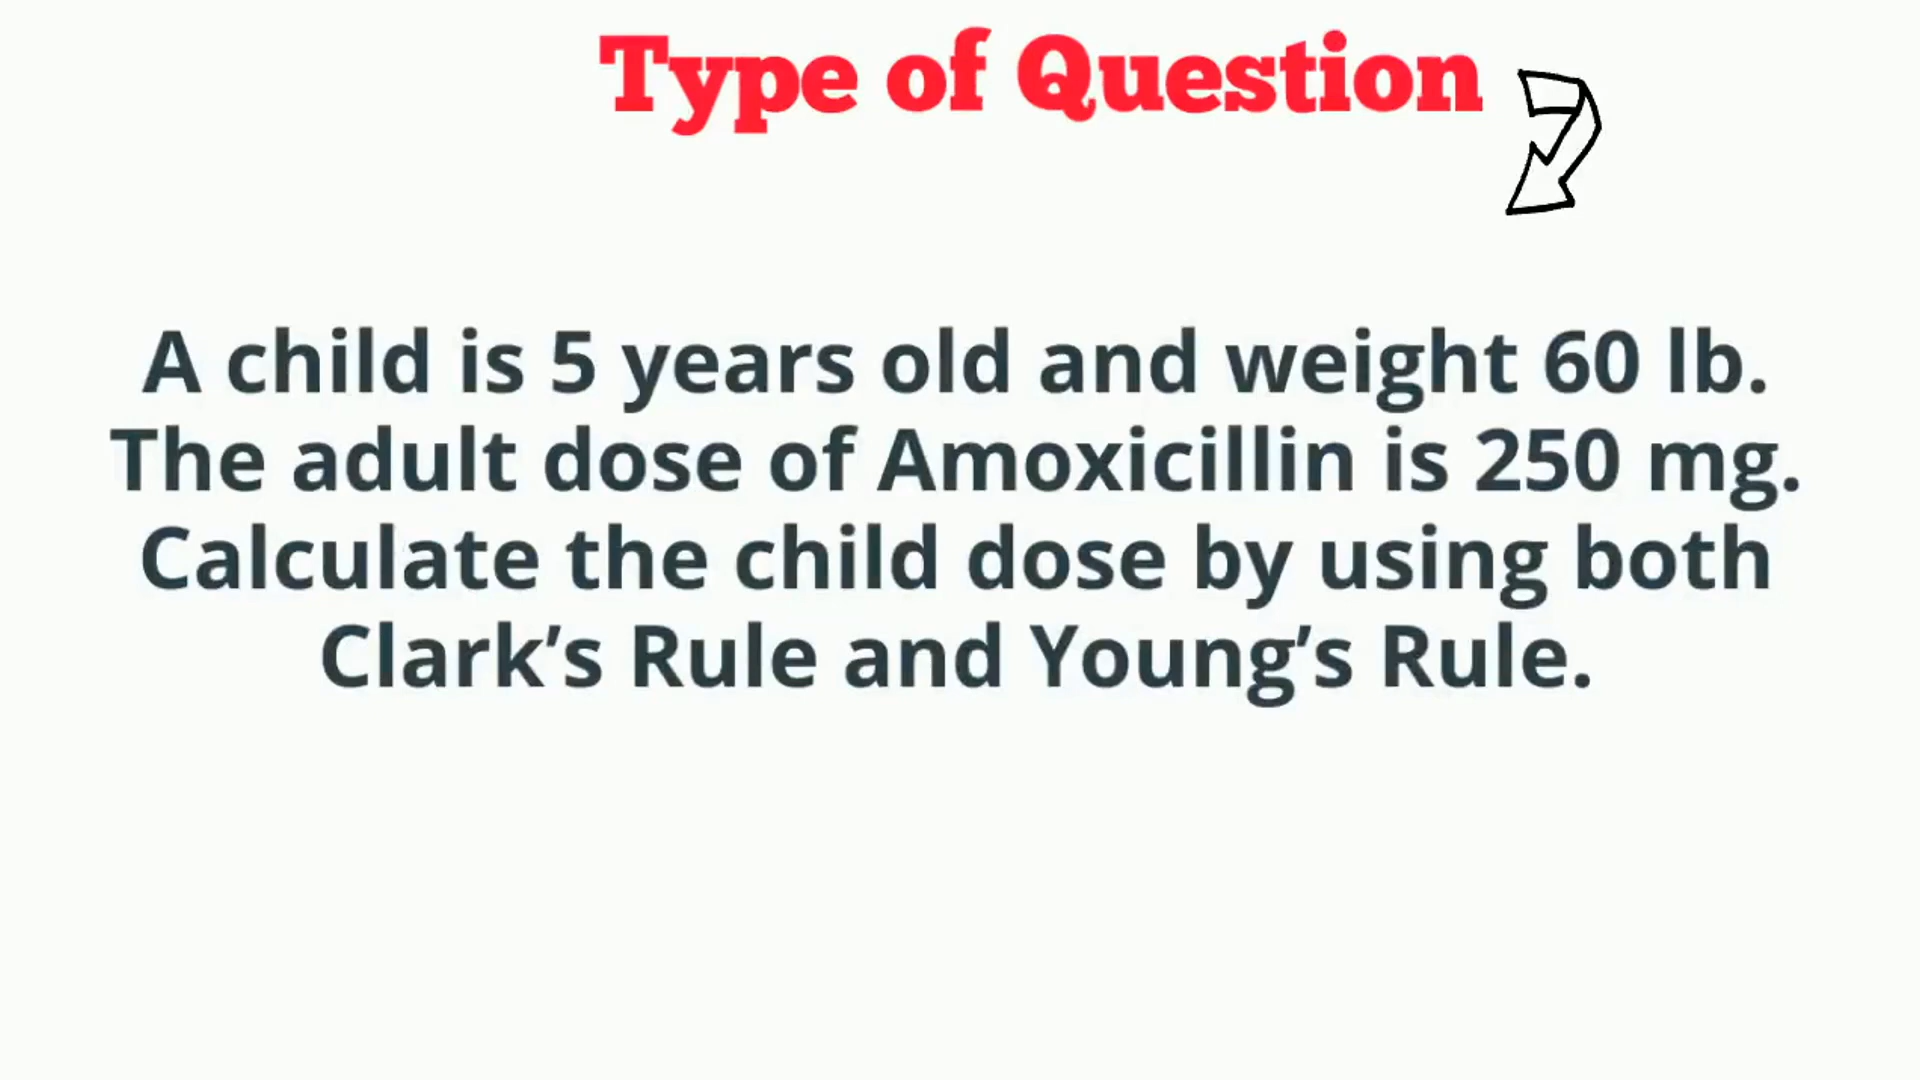 Type of Question
A child is 5 years old and weight 60 lb.
The adult dose of Amoxicillin is 250 mg.
Calculate the child dose by using both
Clark’s Rule and Young’s Rule.